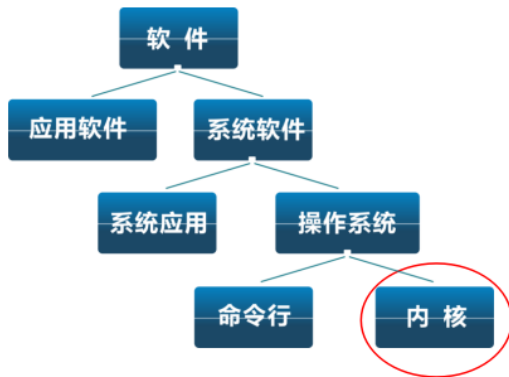 软 件
应用软件
系统软件
系统应用
操作系统
命令行
内 核